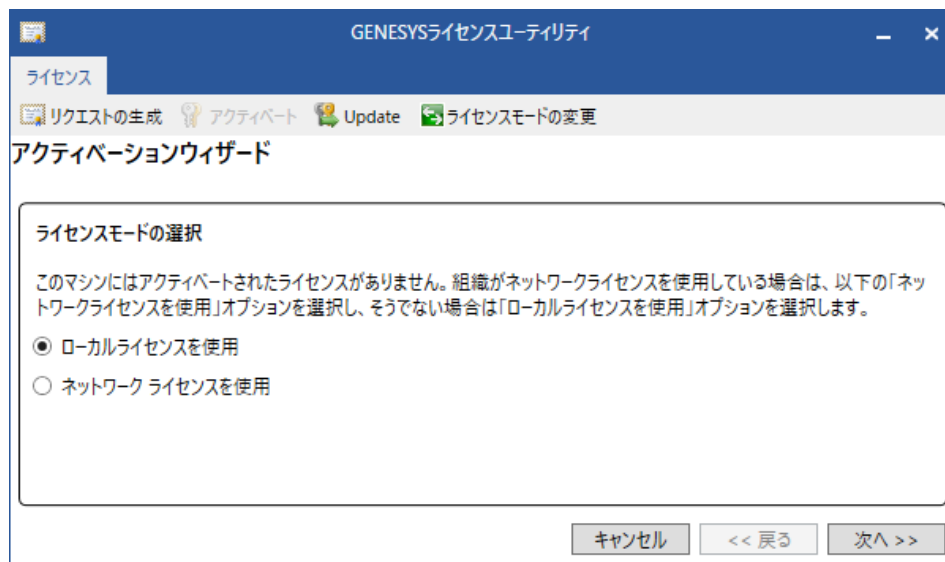 GENESYSライセンスユーティリティ
ライセンス
リクエストの生成 アクティベート Update ライセンスモードの変更
アクティベーションウィザード
ライセンスモードの選択
このマシンにはアクティベートされたライセンスがありません。組織がネットワークライセンスを使用している場合は、以下の「ネッ
トワークライセンスを使用」オプションを選択し、そうでない場合は「ローカルライセンスを使用」オプションを選択します。
ローカルライセンスを使用
ネットワーク ライセンスを使用
キャンセル << 戻る 次へ >>